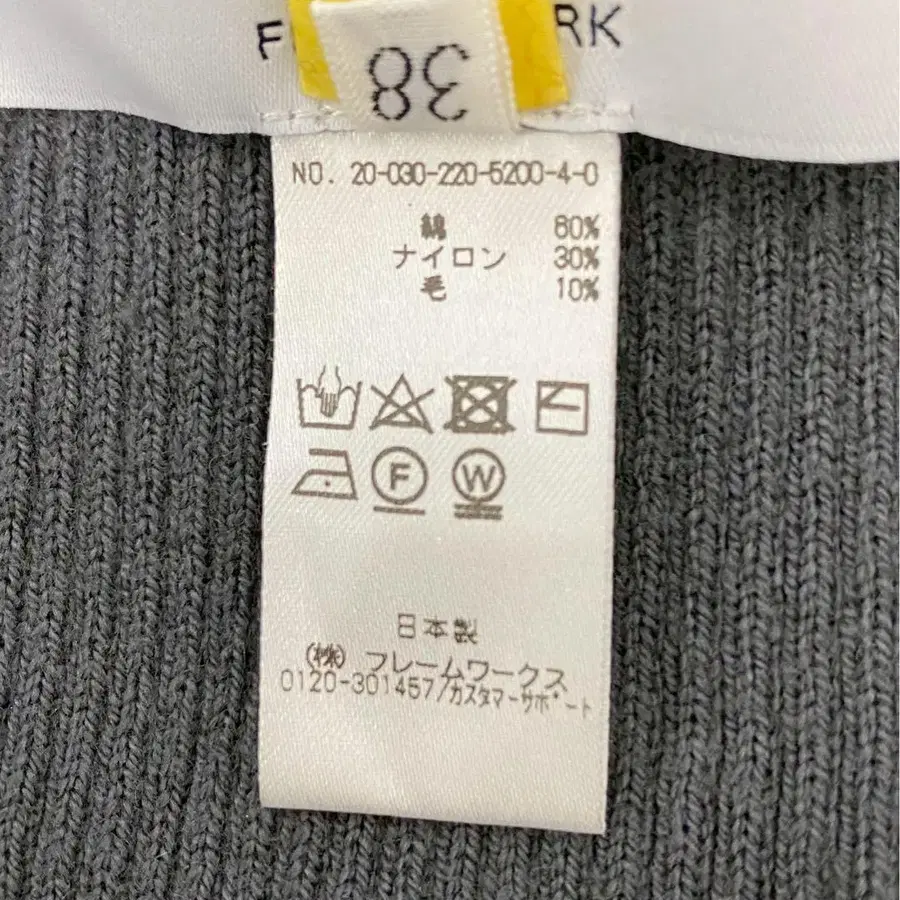 F RK
38
NO. 20-030-220-5200-4-0
綿 80%
ナイロン 30%
毛 10%
F W
日本製
(株) フレームワークス
0120-301457/カスタマーサポート